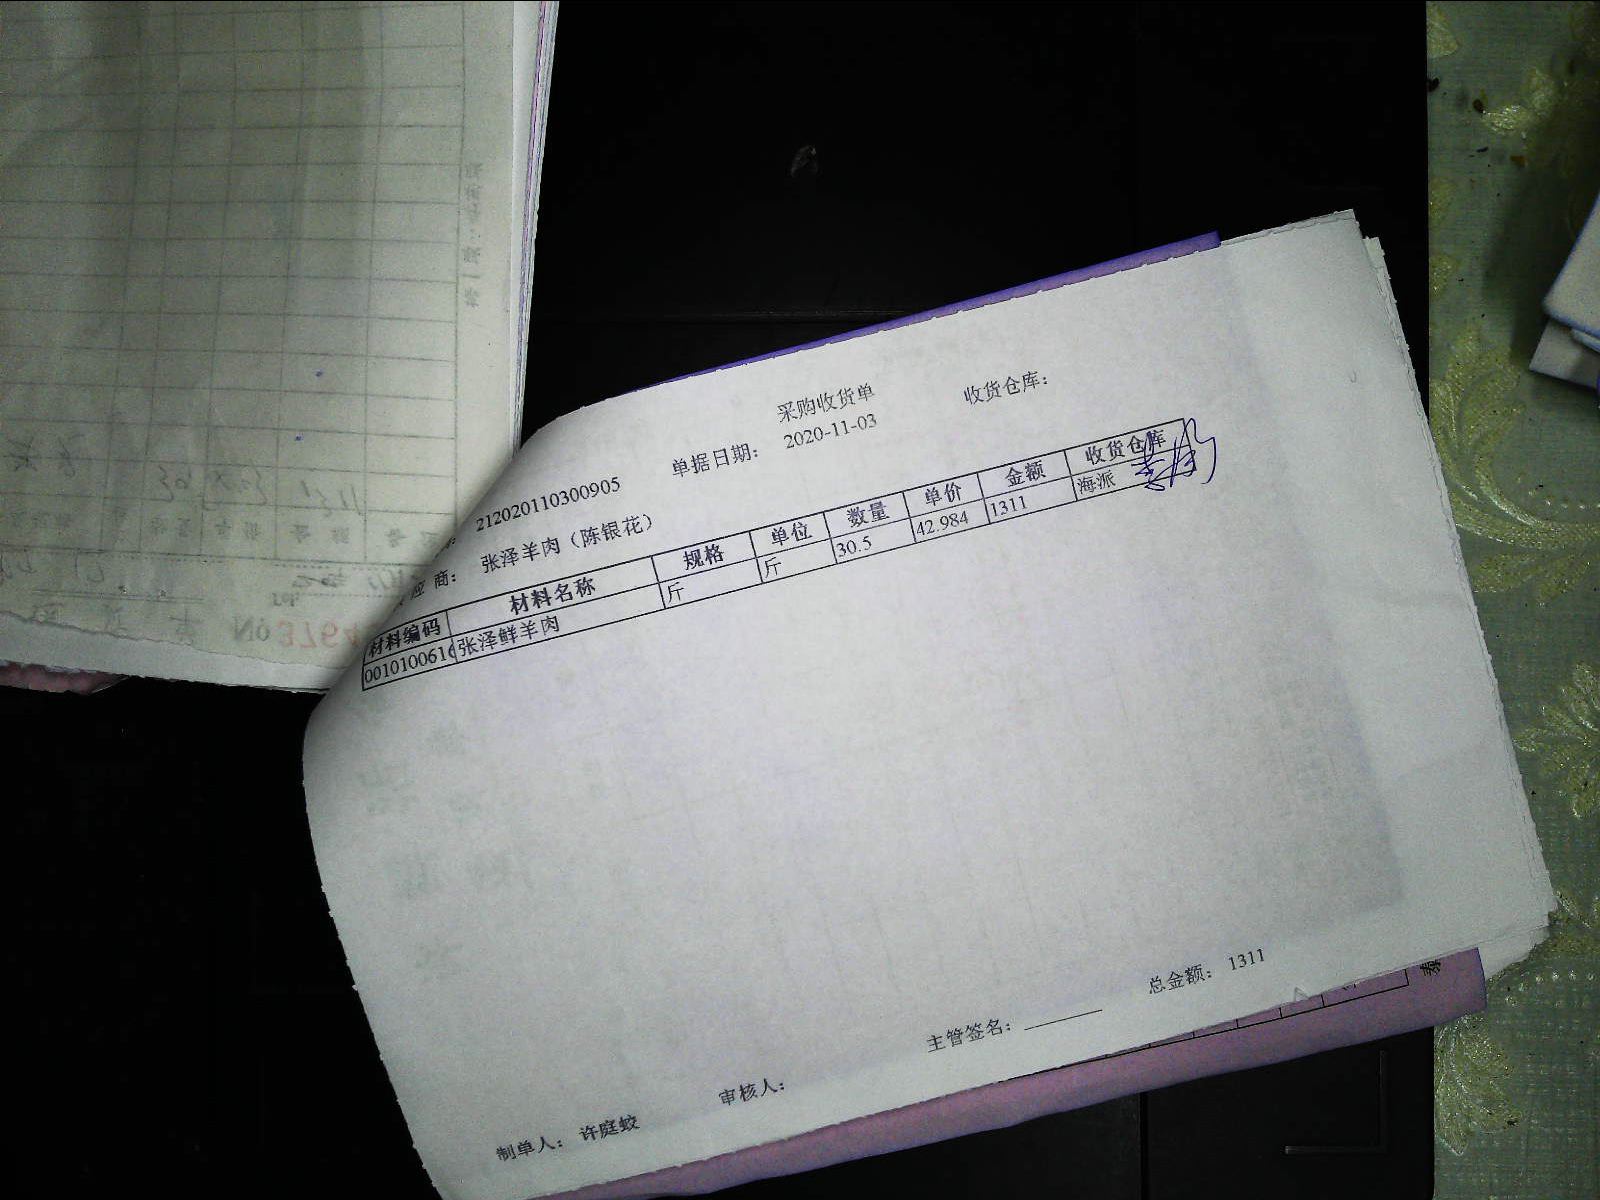 采购收货单
收货仓库：
212020110300905 单据日期： 2020-11-03
应 商： 张泽羊肉（陈银花）
材料编码 材料名称 规格 单位 数量 单价 金额 收货仓库
001010061 张泽鲜羊肉 斤 斤 30.5 42.984 1311 海派
总金额： 1311
主管签名：
审核人：
制单人： 许庭蛟